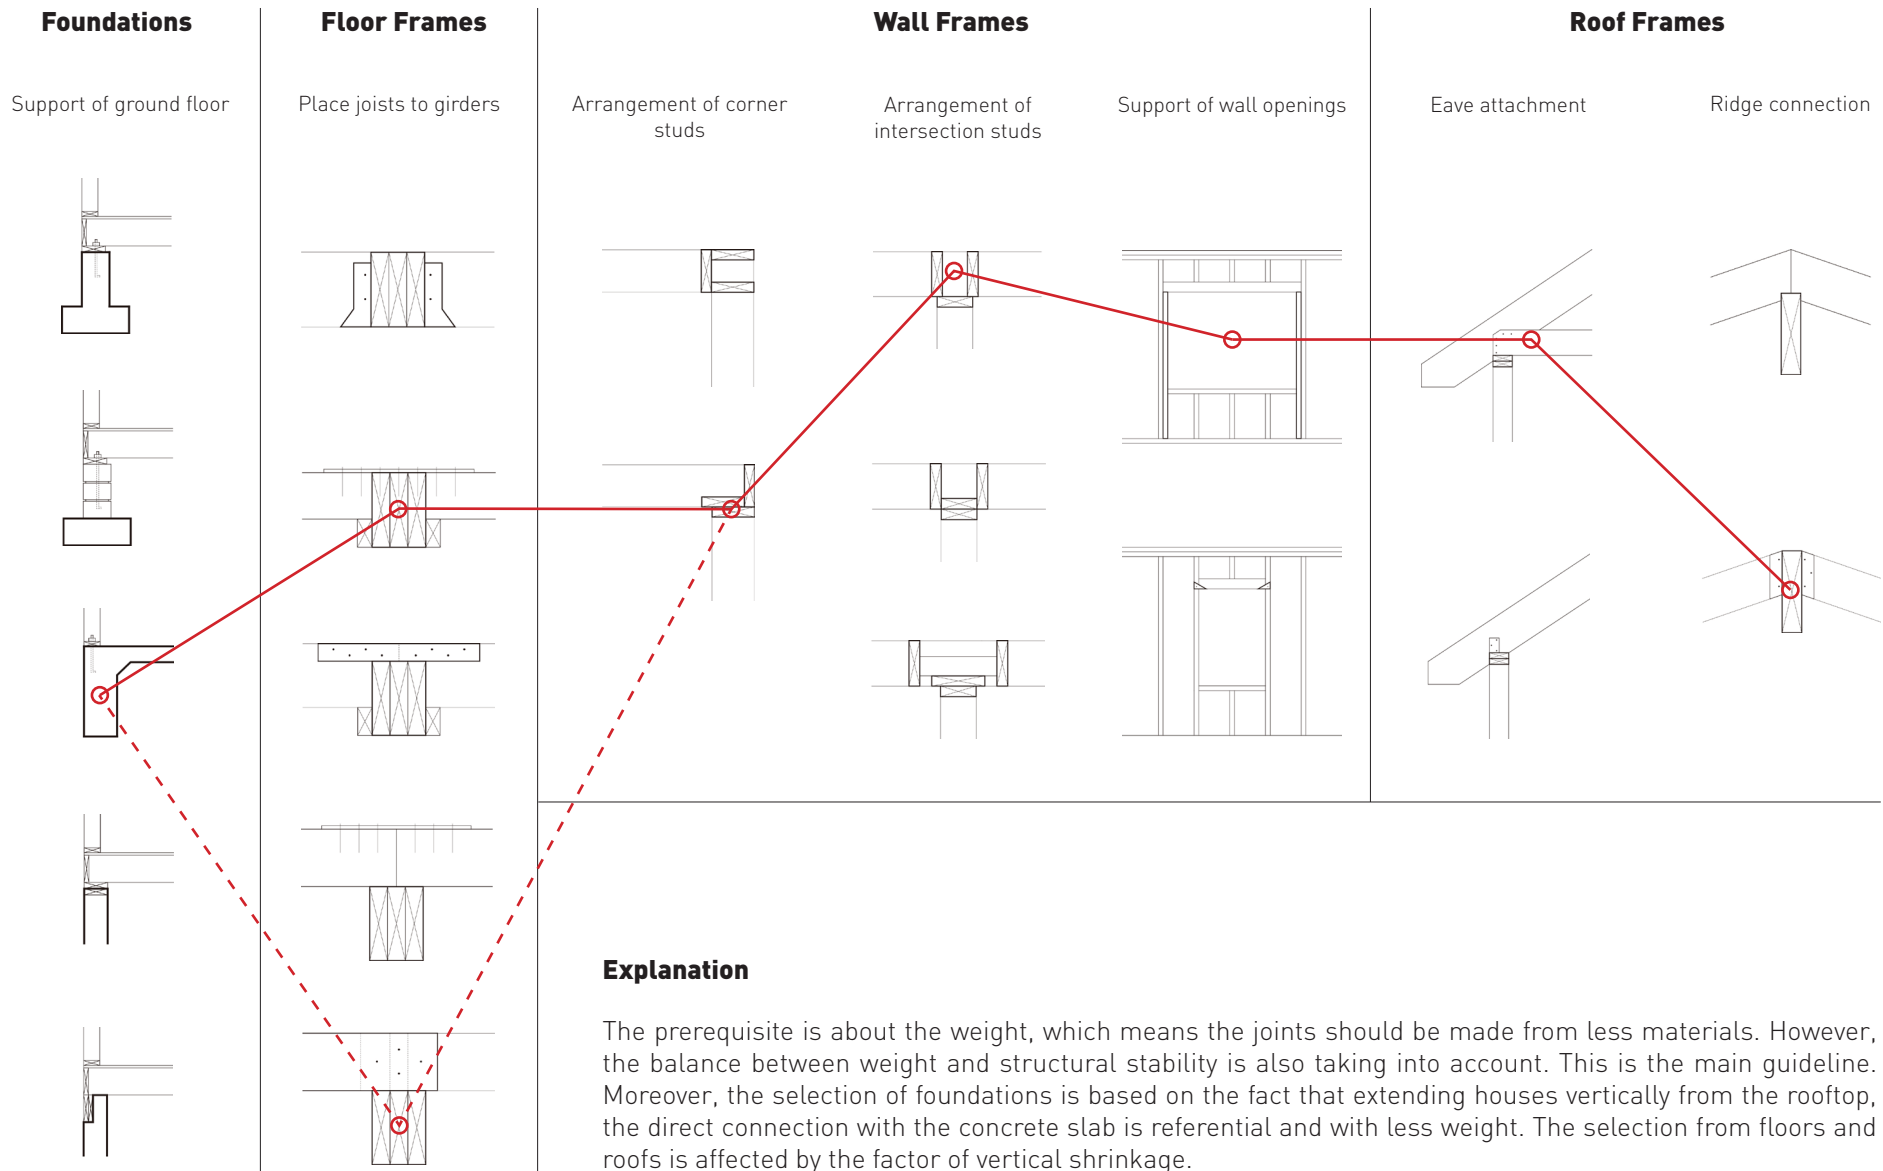 Foundations
Floor Frames
Wall Frames
Roof Frames
Support of ground floor
Place joists to girders
Arrangement of corner
studs
Arrangement of
intersection studs
Support of wall openings
Eave attachment
Ridge connection
Explanation
The prerequisite is about the weight, which means the joints should be made from less materials. However,
the balance between weight and structural stability is also taking into account. This is the main guideline.
Moreover, the selection of foundations is based on the fact that extending houses vertically from the rooftop,
the direct connection with the concrete slab is referential and with less weight. The selection from floors and
roofs is affected by the factor of vertical shrinkage.